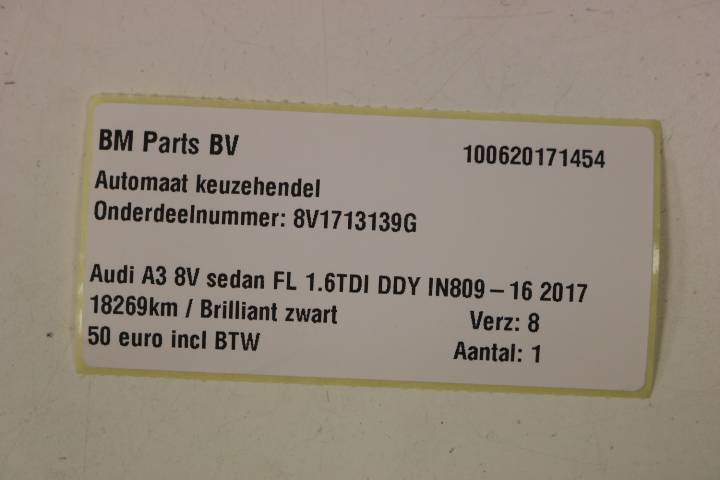 BM Parts BV 100620171454
Automaat keuzehendel
Onderdeelnummer: 8V1713139G
Audi A3 8V sedan FL 1.6TDI DDY IN809 – 16 2017
18269km / Brilliant zwart Verz: 8
50 euro incl BTW Aantal: 1